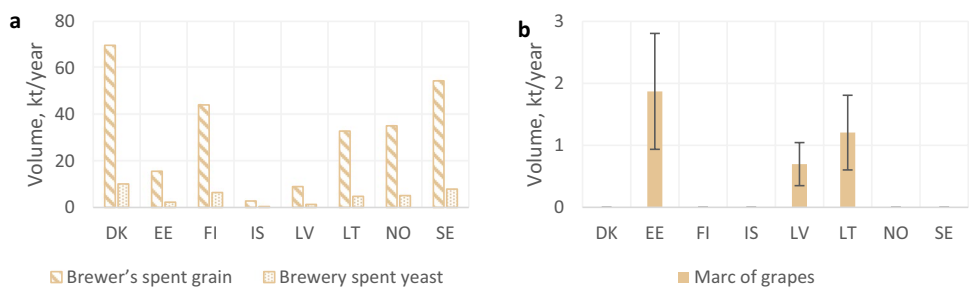 a
Volume, kt/year
80
60
40
20
0
DK EE FI IS LV LT NO SE
Brewer's spent grain Brewery spent yeast
b
Volume, kt/year
3
2
1
0
DK EE FI IS LV LT NO SE
Marc of grapes